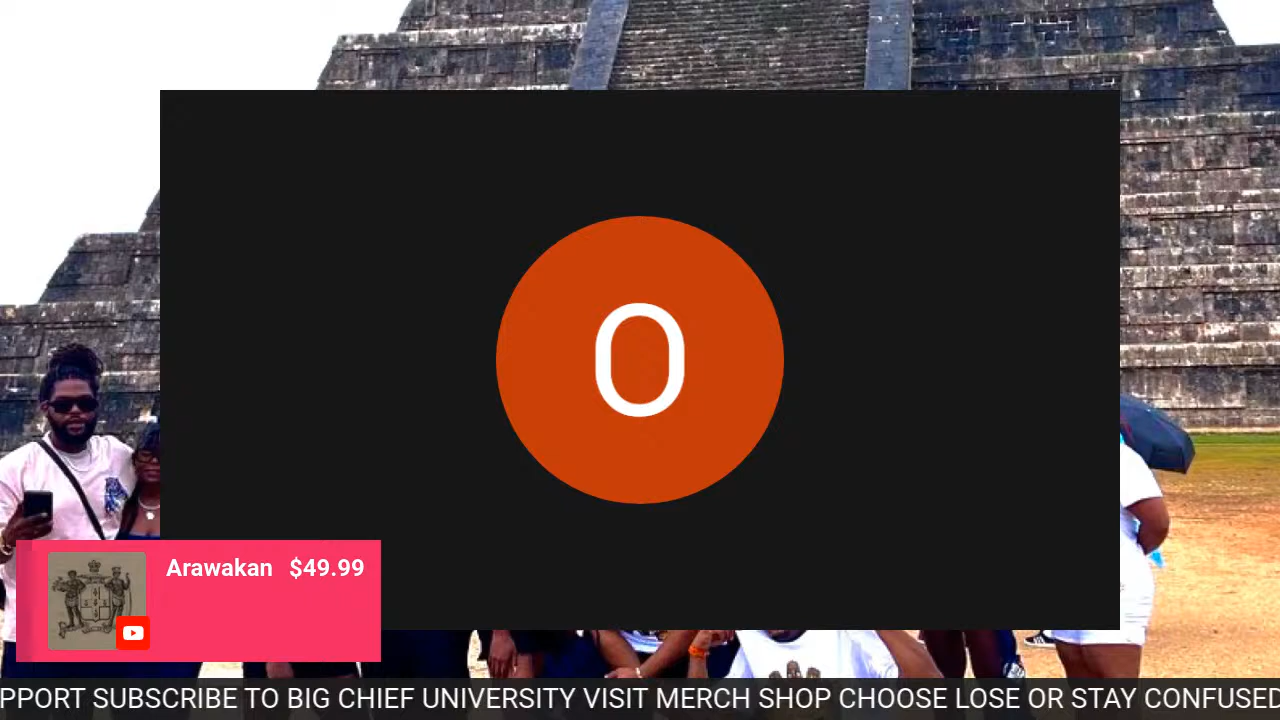 O
Arawakan $49.99
PPORT SUBSCRIBE TO BIG CHIEF UNIVERSITY VISIT MERCH SHOP CHOOSE LOSE OR STAY CONFUSED